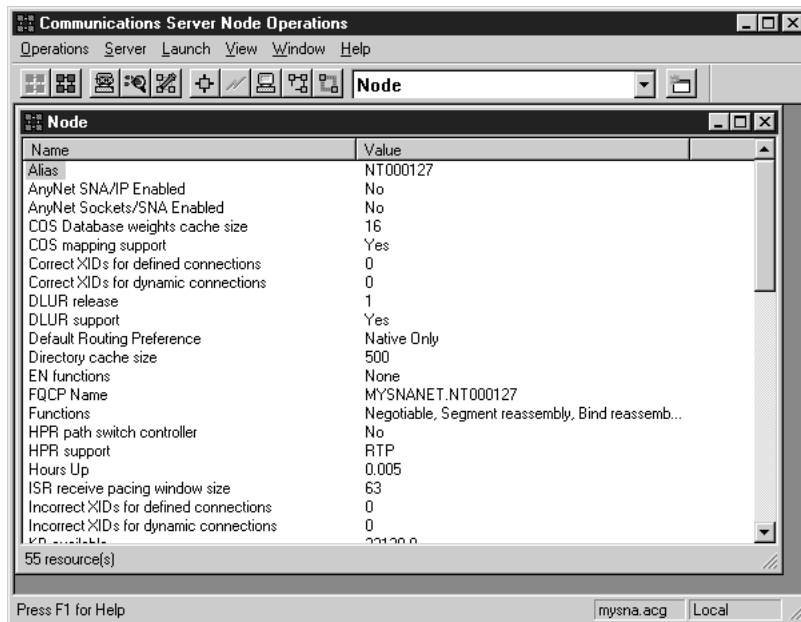 Communications Server Node Operations
Operations Server Launch View Window Help
Node
Node
Name Value
Alias NT000127
AnyNet SNA/IP Enabled No
AnyNet Sockets/SNA Enabled No
COS Database weights cache size 16
COS mapping support Yes
Correct XIDs for defined connections 0
Correct XIDs for dynamic connections 0
DLUR release 1
DLUR support Yes
Default Routing Preference Native Only
Directory cache size 500
EN functions None
FQCP Name MYSNANET.NT000127
Functions Negotiable, Segment reassembly, Bind reassemb...
HPR path switch controller No
HPR support RTP
Hours Up 0.005
ISR receive pacing window size 63
Incorrect XIDs for defined connections 0
Incorrect XIDs for dynamic connections 0
55 resource(s)
Press F1 for Help mysna.acg Local